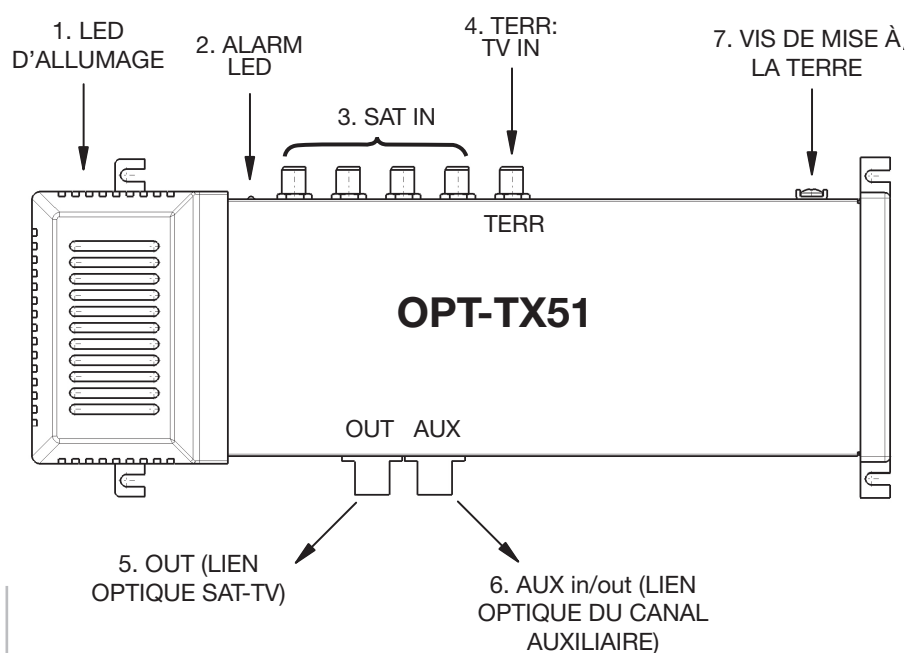 1. LED
D'ALLUMAGE
2. ALARM
LED
3. SAT IN
4. TERR:
TV IN
7. VIS DE MISE À,
LA TERRE
TERR
OPT-TX51
OUT AUX
5. OUT (LIEN
OPTIQUE SAT-TV)
6. AUX in/out (LIEN
OPTIQUE DU CANAL
AUXILIAIRE)